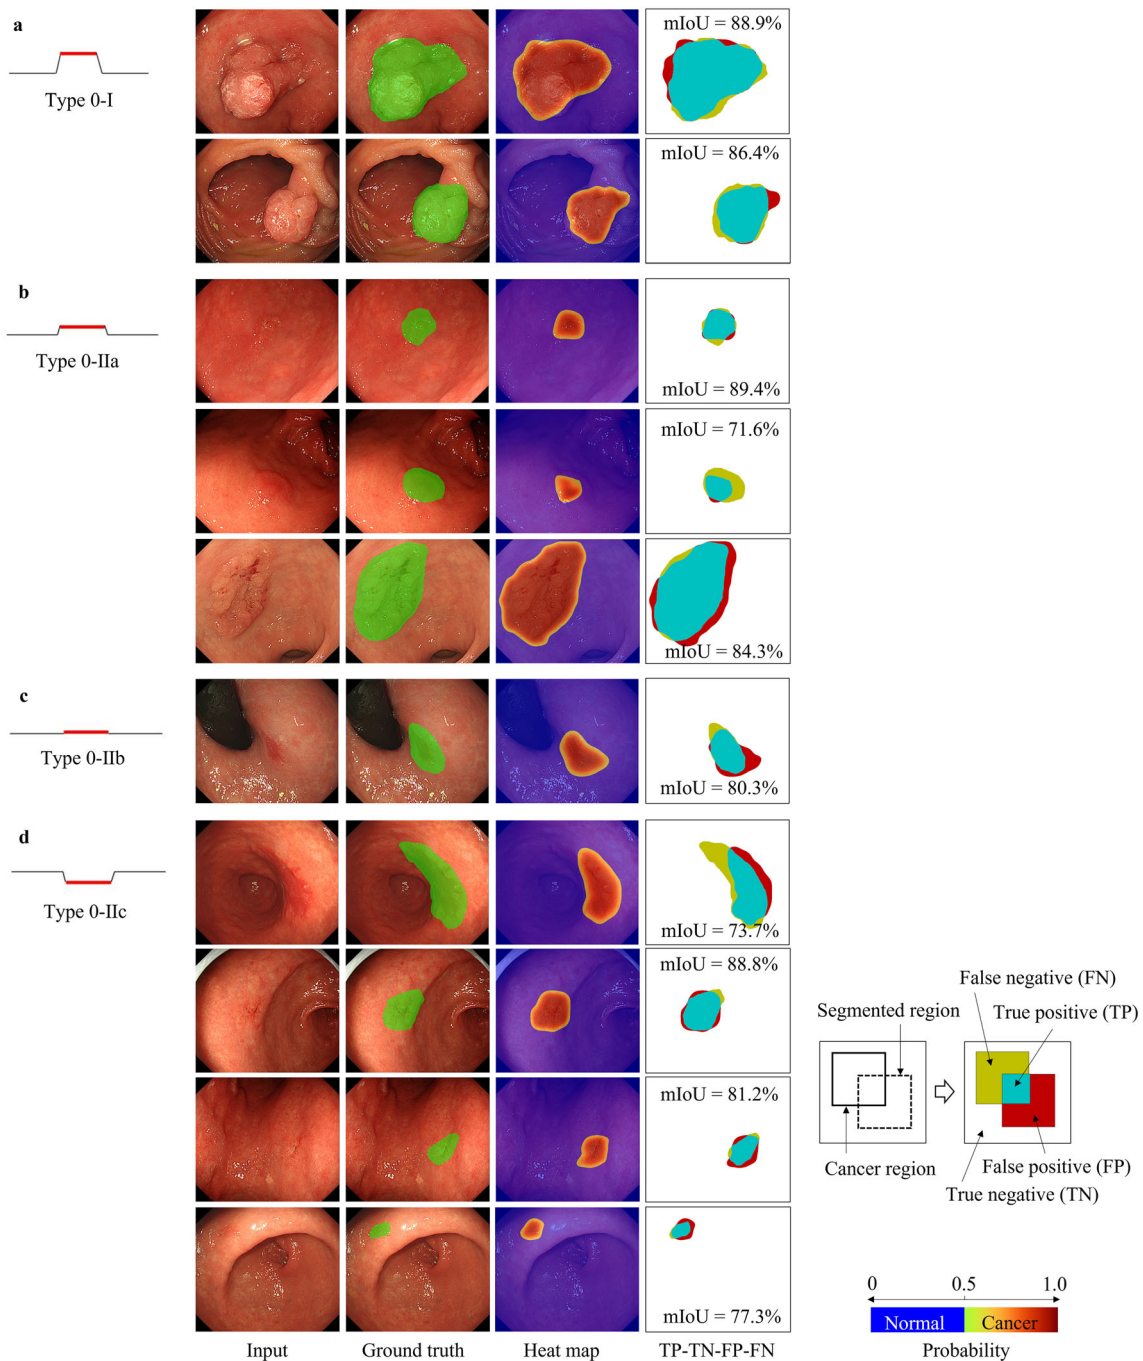 a
Type 0-I
mIoU = 88.9%
mIoU = 86.4%
b
Type 0-IIa
mIoU = 89.4%
mIoU = 71.6%
mIoU = 84.3%
c
Type 0-IIb
mIoU = 80.3%
d
Type 0-IIc
mIoU = 73.7%
mIoU = 88.8%
mIoU = 81.2%
mIoU = 77.3%
False negative (FN)
True positive (TP)
Segmented region
Cancer region
False positive (FP)
True negative (TN)
0 0.5 1.0
Normal Cancer
Probability
Input Ground truth Heat map TP-TN-FP-FN